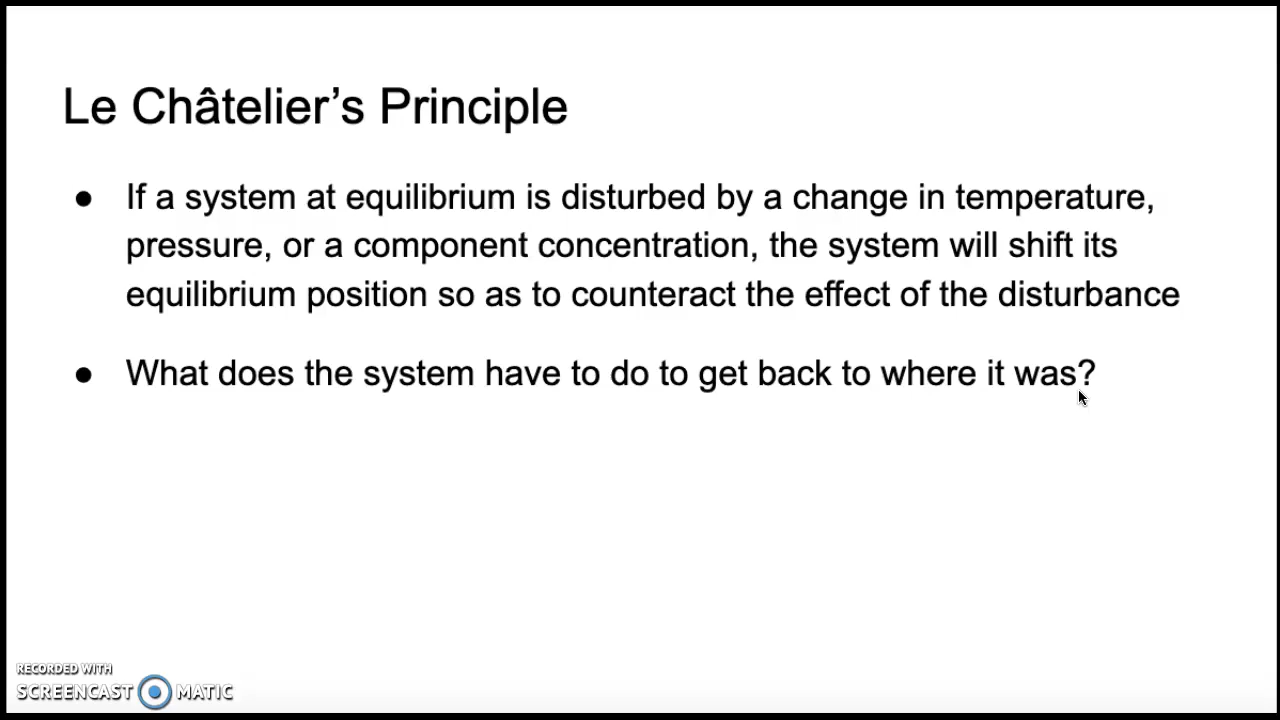 Le Châtelier’s Principle
● If a system at equilibrium is disturbed by a change in temperature,
pressure, or a component concentration, the system will shift its
equilibrium position so as to counteract the effect of the disturbance
● What does the system have to do to get back to where it was?
RECORDED WITH
SCREENCAST MATIC